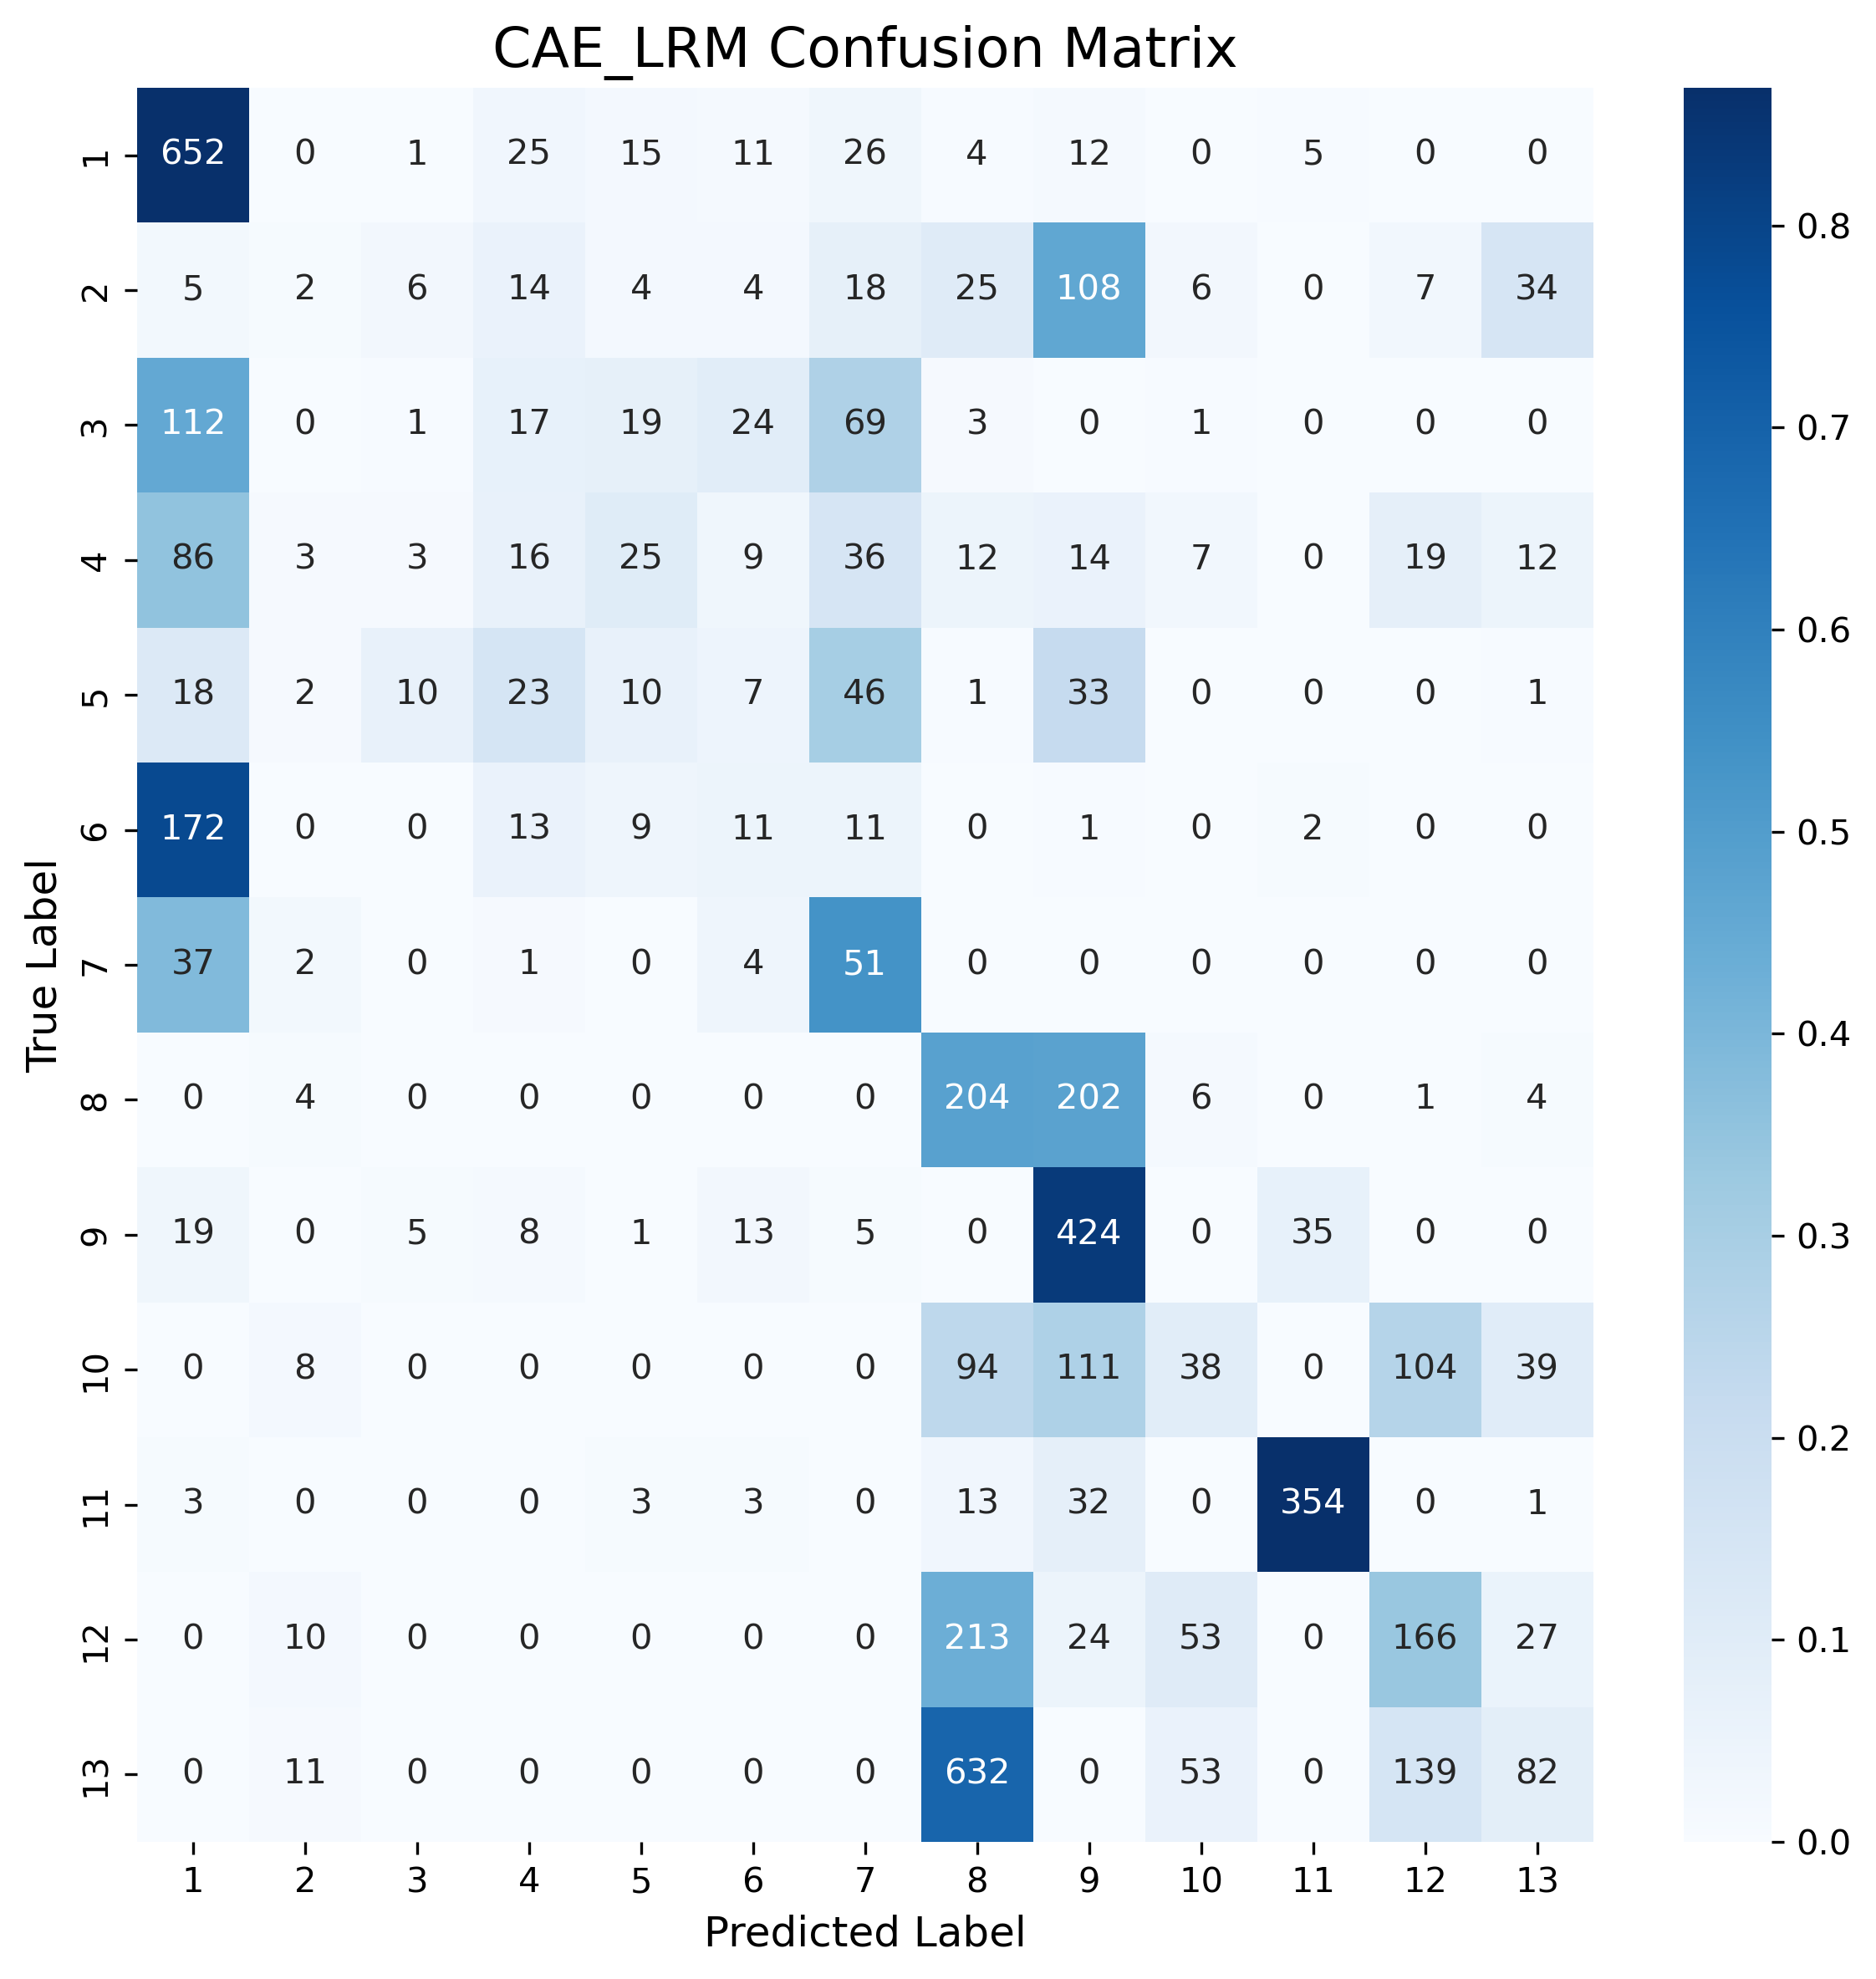 CAE_LRM Confusion Matrix
1 652 0 1 25 15 11 26 4 12 0 5 0 0
2 5 2 6 14 4 4 18 25 108 6 0 7 34
3 112 0 1 17 19 24 69 3 0 1 0 0 0
4 86 3 3 16 25 9 36 12 14 7 0 19 12
5 18 2 10 23 10 7 46 1 33 0 0 0 1
6 172 0 0 13 9 11 11 0 1 0 2 0 0
7 37 2 0 1 0 4 51 0 0 0 0 0 0
8 0 4 0 0 0 0 0 204 202 6 0 1 4
9 19 0 5 8 1 13 5 0 424 0 35 0 0
10 0 8 0 0 0 0 0 94 111 38 0 104 39
11 3 0 0 0 3 3 0 13 32 0 354 0 1
12 0 10 0 0 0 0 0 213 24 53 0 166 27
13 0 11 0 0 0 0 0 632 0 53 0 139 82
1 2 3 4 5 6 7 8 9 10 11 12 13
Predicted Label
True Label
0.8
0.7
0.6
0.5
0.4
0.3
0.2
0.1
0.0